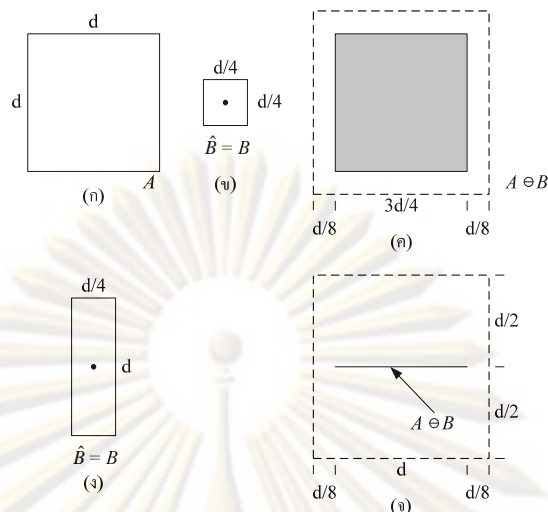 d
d
A
(ก)
d/4
d/4
B̂ = B
(ข)
A ⊖ B
3d/4
d/8
d/8
(ค)
d/4
d
B̂ = B
(ง)
d/2
d/2
A ⊖ B
d
d/8
d/8
(จ)